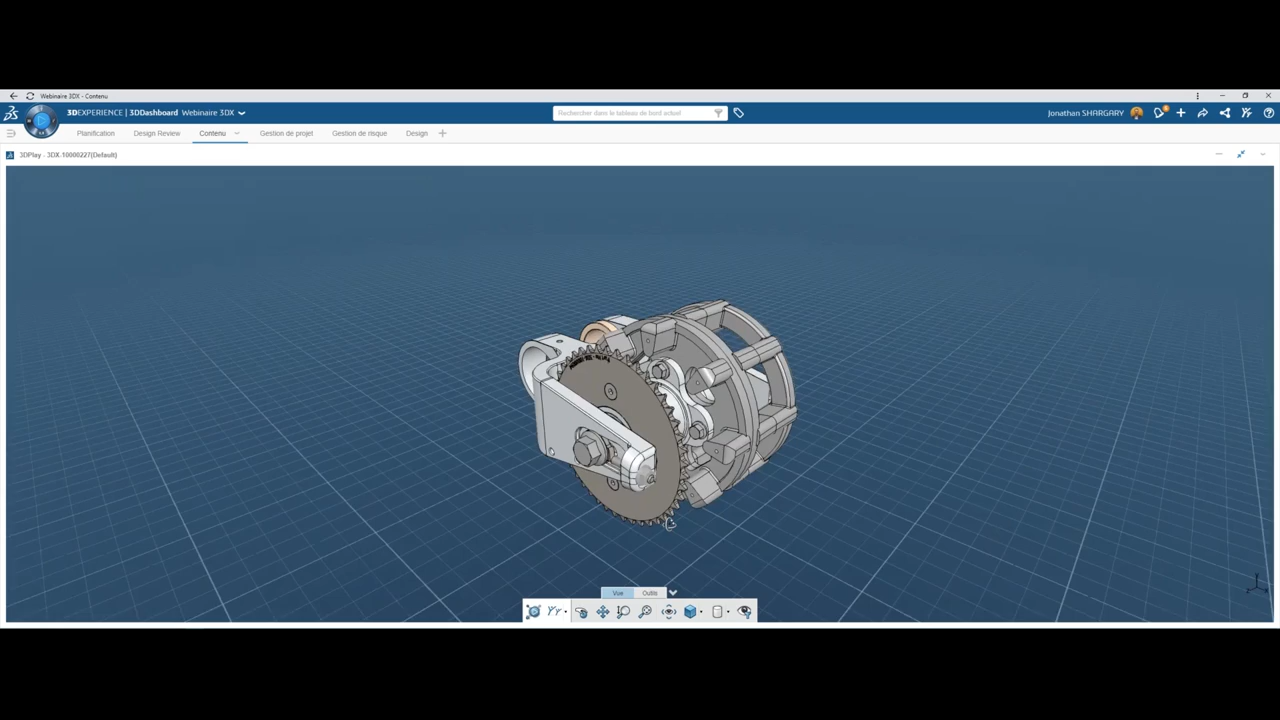 Webinaire 3DX - Contenu
3DEXPERIENCE | 3DDashboard Webinaire 3DX
Rechercher dans le tableau de bord actuel
Jonathan SHARGARY
Planification
Design Review
Contenu
Gestion de projet
Gestion de risque
Design
3DPlay - 3DX-10000227(Default)
Vue
Outils